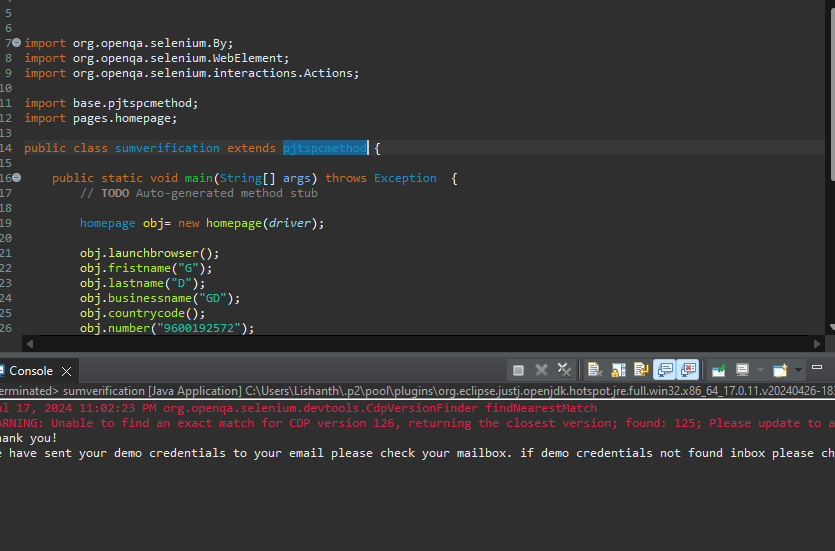 5
6
7 import org.openqa.selenium.By;
8 import org.openqa.selenium.WebElement;
9 import org.openqa.selenium.interactions.Actions;
10
11 import base.pjtspcmethod;
12 import pages.homepage;
13
14 public class sumverification extends pjtspcmethod {
15
16 public static void main(String[] args) throws Exception  {
17 // TODO Auto-generated method stub
18
19 homepage obj= new homepage(driver);
20
21 obj.launchbrowser();
22 obj.fristname("G");
23 obj.lastname("D");
24 obj.businessname("GD");
25 obj.countrycode();
26 obj.number("9600192572");
Console
erminated> sumverification [Java Application] C:\Users\Lishanth\.p2\pool\plugins\org.eclipse.justj.openjdk.hotspot.jre.full.win32.x86_64_17.0.11.v20240426-183
ul 17, 2024 11:02:23 PM org.openqa.selenium.devtools.CdpVersionFinder findNearestMatch
ARNING: Unable to find an exact match for CDP version 126, returning the closest version; found: 125; Please update to a
hank you!
e have sent your demo credentials to your email please check your mailbox. if demo credentials not found inbox please ch